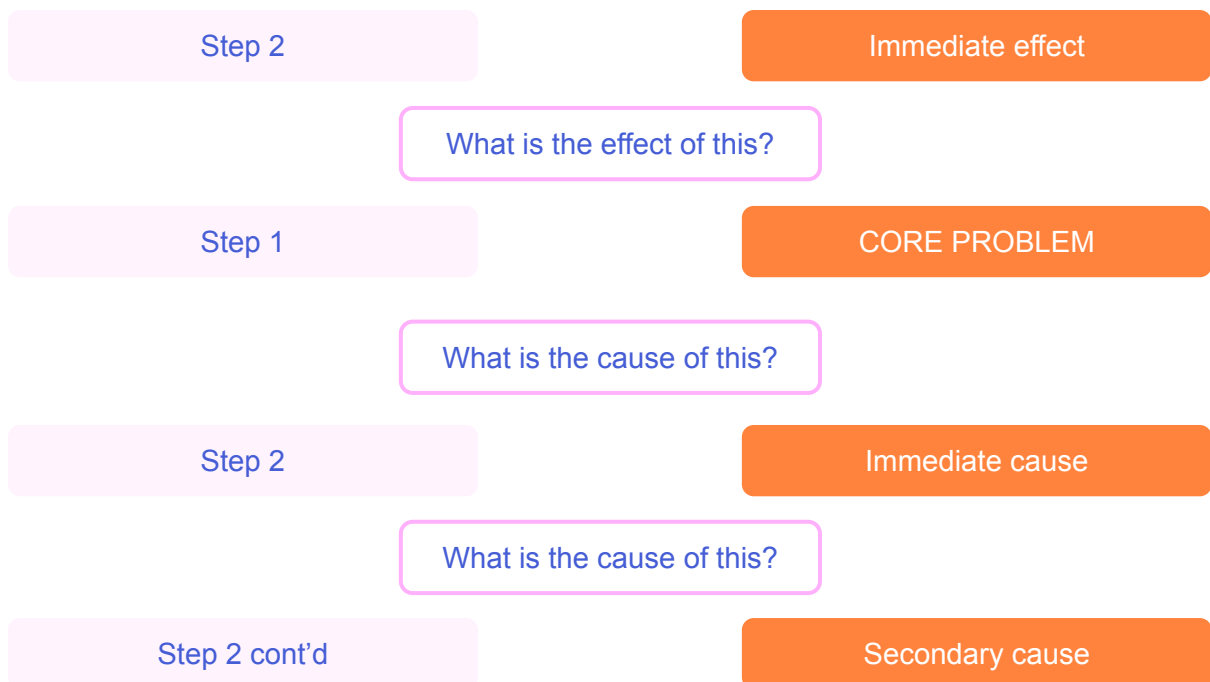 Step 2
Immediate effect
What is the effect of this?
Step 1
CORE PROBLEM
What is the cause of this?
Step 2
Immediate cause
What is the cause of this?
Step 2 cont’d
Secondary cause